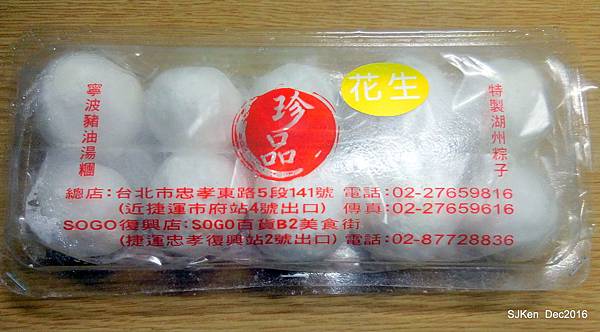 花生
珍品
寧波豬油湯糰
特製湖州粽子
總店:台北市忠孝東路5段141號 電話:02-27659816
(近捷運市府站4號出口) 傳真:02-27659616
SOGO復興店:SOGO百貨B2美食街
(捷運忠孝復興站2號出口) 電話:02-87728836
SJKen Dec2016